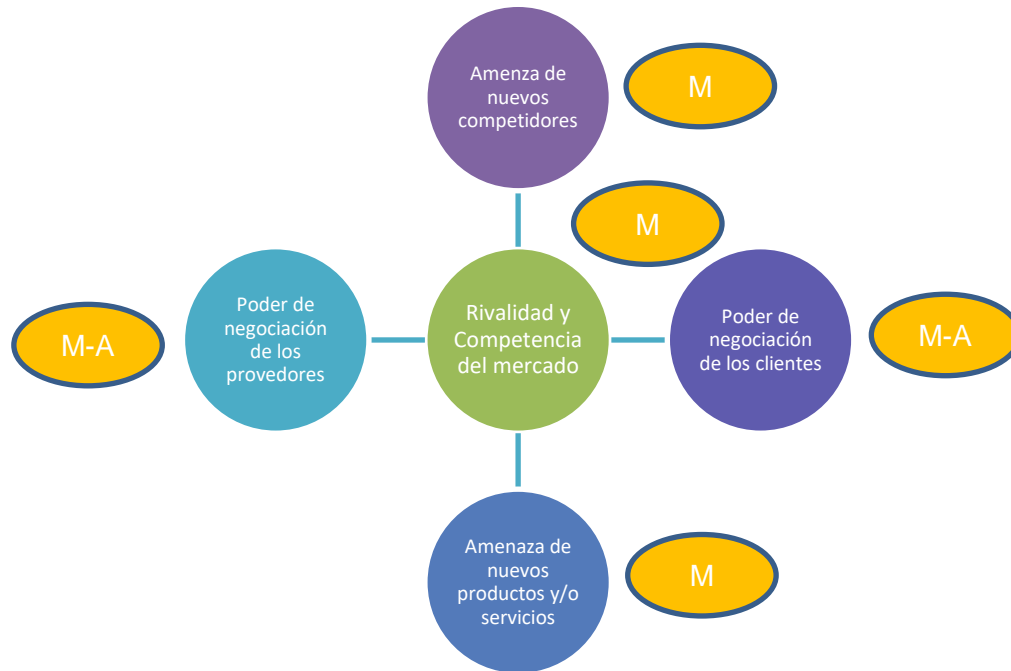 Amenza de
nuevos
competidores
M
M
Poder de
negociación
de los
provedores
M-A
Rivalidad y
Competencia
del mercado
Poder de
negociación
de los clientes
M-A
Amenaza de
nuevos
productos y/o
servicios
M